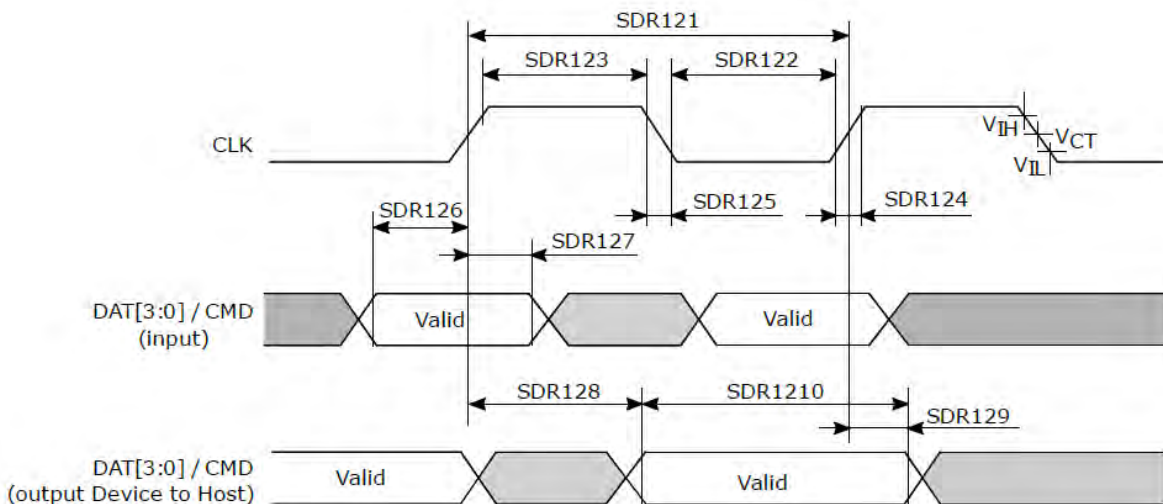 SDR121
SDR123
SDR122
CLK
VIH
VCT
VIL
SDR126
SDR125
SDR124
SDR127
DAT[3:0] / CMD
(input)
Valid
Valid
SDR128
SDR1210
SDR129
DAT[3:0] / CMD
(output Device to Host)
Valid
Valid